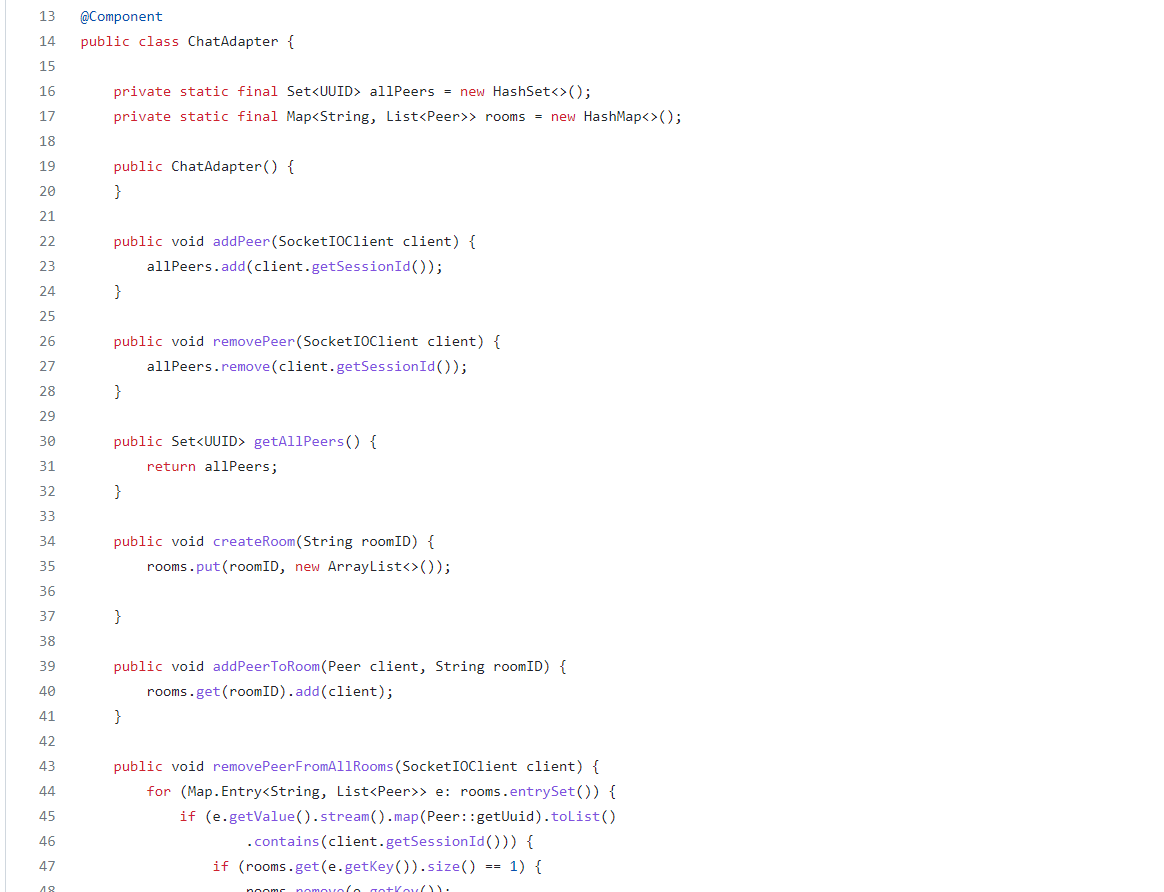 13 @Component
14 public class ChatAdapter {
15
16 private static final Set<UUID> allPeers = new HashSet<>();
17 private static final Map<String, List<Peer>> rooms = new HashMap<>();
18
19 public ChatAdapter() {
20 }
21
22 public void addPeer(SocketIOClient client) {
23 allPeers.add(client.getSessionId());
24 }
25
26 public void removePeer(SocketIOClient client) {
27 allPeers.remove(client.getSessionId());
28 }
29
30 public Set<UUID> getAllPeers() {
31 return allPeers;
32 }
33
34 public void createRoom(String roomID) {
35 rooms.put(roomID, new ArrayList<>());
36
37 }
38
39 public void addPeerToRoom(Peer client, String roomID) {
40 rooms.get(roomID).add(client);
41 }
42
43 public void removePeerFromAllRooms(SocketIOClient client) {
44 for (Map.Entry<String, List<Peer>> e: rooms.entrySet()) {
45 if (e.getValue().stream().map(Peer::getUuid).toList()
46 .contains(client.getSessionId())) {
47 if (rooms.get(e.getKey()).size() == 1) {
48 rooms.remove(e.getKey());